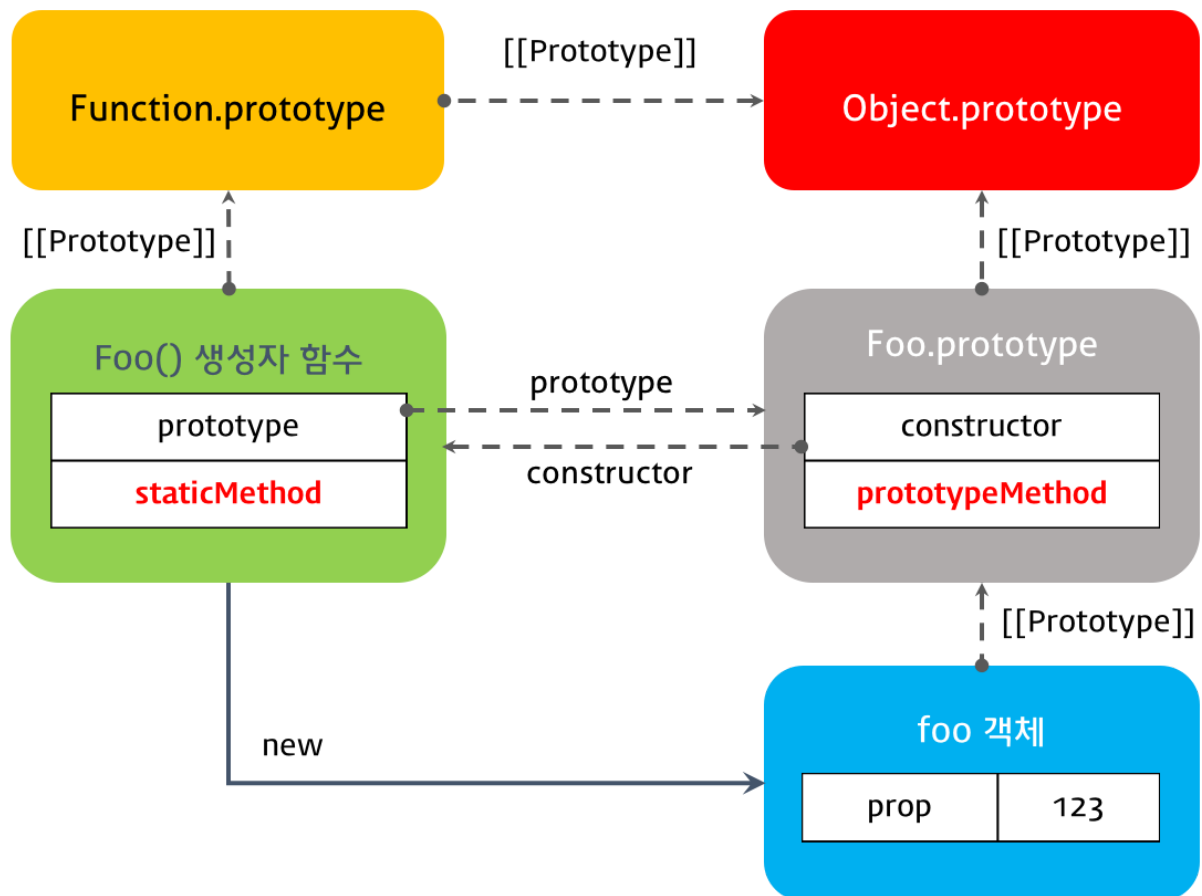 [[Prototype]]
Function.prototype
Object.prototype
[[Prototype]]
[[Prototype]]
Foo() 생성자 함수
prototype
staticMethod
prototype
constructor
Foo.prototype
constructor
prototypeMethod
[[Prototype]]
new
foo 객체
prop
123